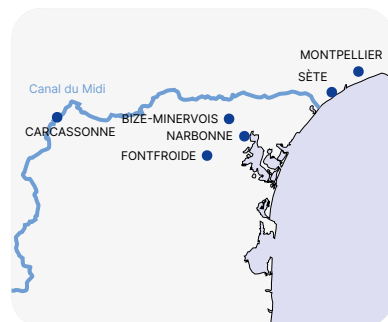 MONTPELLIER
SÈTE
Canal du Midi
BIZE-MINERVOIS
CARCASSONNE
NARBONNE
FONTFROIDE